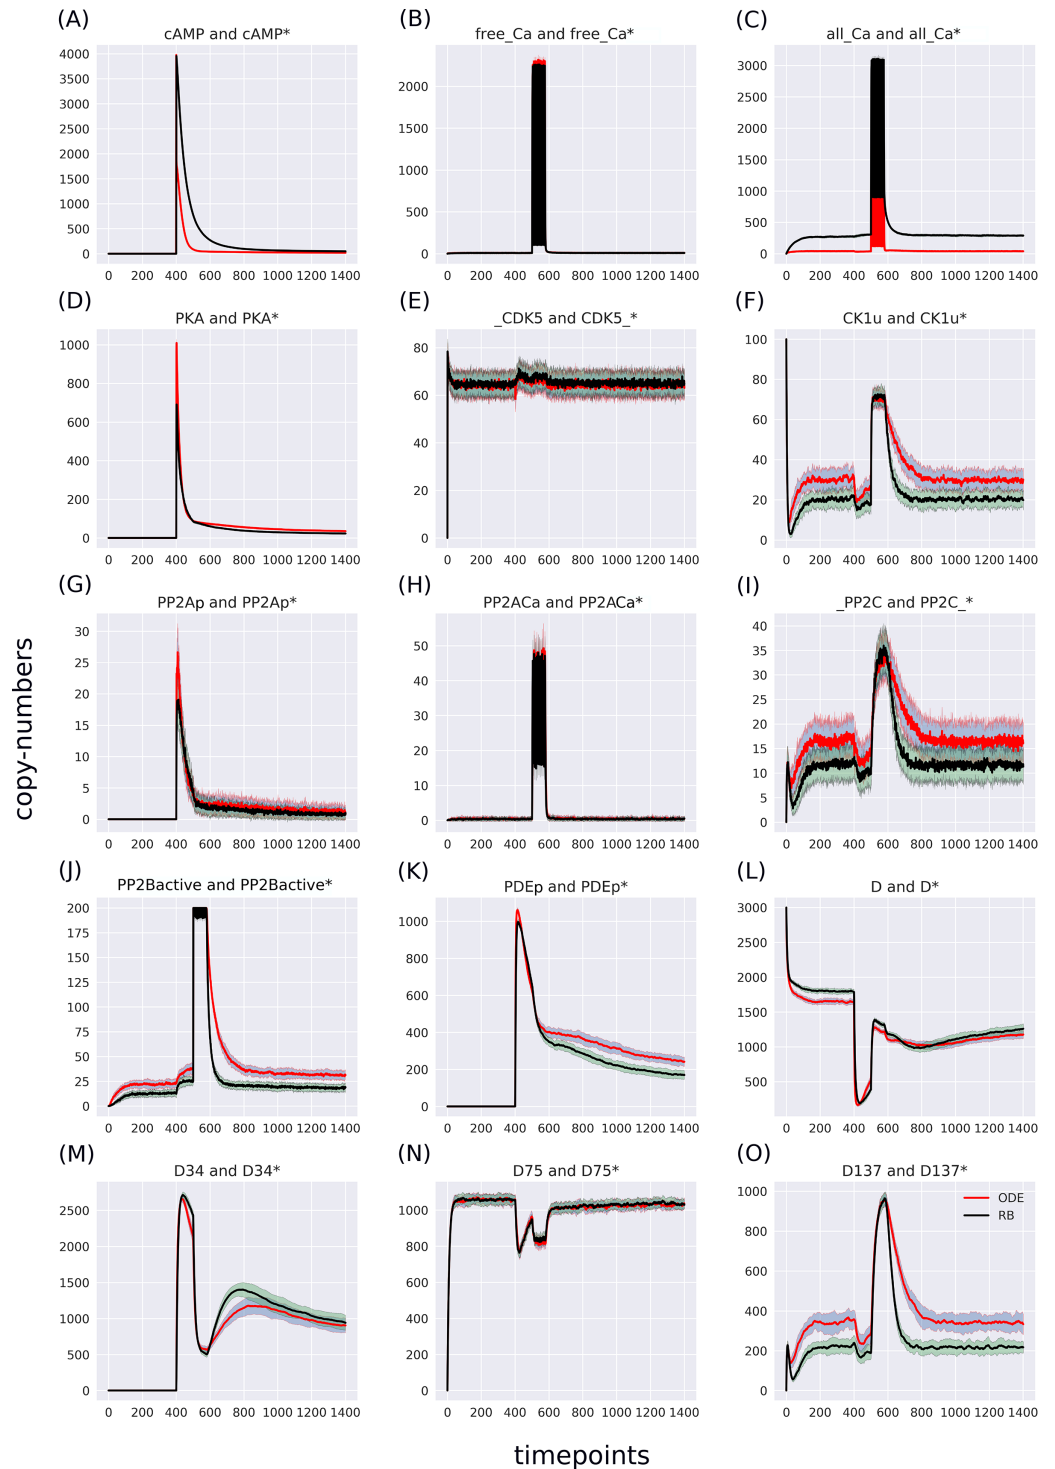 (A)
cAMP and cAMP*
4000
3500
3000
2500
2000
1500
1000
500
0
0 200 400 600 800 1000 1200 1400
(B)
free_Ca and free_Ca*
2000
1500
1000
500
0
0 200 400 600 800 1000 1200 1400
(C)
all_Ca and all_Ca*
3000
2500
2000
1500
1000
500
0
0 200 400 600 800 1000 1200 1400
(D)
PKA and PKA*
1000
800
600
400
200
0
0 200 400 600 800 1000 1200 1400
(E)
_CDK5 and CDK5_*
80
60
40
20
0
0 200 400 600 800 1000 1200 1400
(F)
CK1u and CK1u*
100
80
60
40
20
0
0 200 400 600 800 1000 1200 1400
(G)
PP2Ap and PP2Ap*
30
25
20
15
10
5
0
0 200 400 600 800 1000 1200 1400
(H)
PP2ACa and PP2ACa*
50
40
30
20
10
0
0 200 400 600 800 1000 1200 1400
(I)
_PP2C and PP2C_*
40
35
30
25
20
15
10
5
0
0 200 400 600 800 1000 1200 1400
(J)
PP2Bactive and PP2Bactive*
200
175
150
125
100
75
50
25
0
0 200 400 600 800 1000 1200 1400
(K)
PDEp and PDEp*
1000
800
600
400
200
0
0 200 400 600 800 1000 1200 1400
(L)
D and D*
3000
2500
2000
1500
1000
500
0 200 400 600 800 1000 1200 1400
(M)
D34 and D34*
2500
2000
1500
1000
500
0
0 200 400 600 800 1000 1200 1400
(N)
D75 and D75*
1000
800
600
400
200
0
0 200 400 600 800 1000 1200 1400
(O)
D137 and D137*
1000
800
600
400
200
0
0 200 400 600 800 1000 1200 1400
ODE
RB
copy-numbers
timepoints